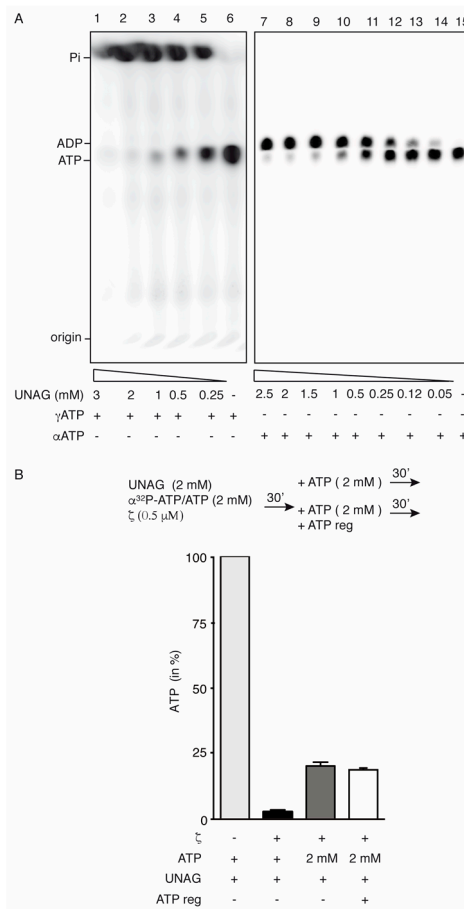 A
1 2 3 4 5 6 7 8 9 10 11 12 13 14 15
Pi
ADP
ATP
origin
UNAG (mM) 3 2 1 0.5 0.25 - 2.5 2 1.5 1 0.5 0.25 0.12 0.05 -
γATP + + + + + + - - - - - - - - -
αATP - - - - - - + + + + + + + + +
B
UNAG (2 mM)
α³²P-ATP/ATP (2 mM)
ζ (0.5 µM)
30'
+ ATP ( 2 mM ) 30'
+ ATP ( 2 mM ) 30'
+ ATP reg
100
75
50
25
0
ATP (in %)
ζ - + + +
ATP + + 2 mM 2 mM
UNAG + + + +
ATP reg - - - +